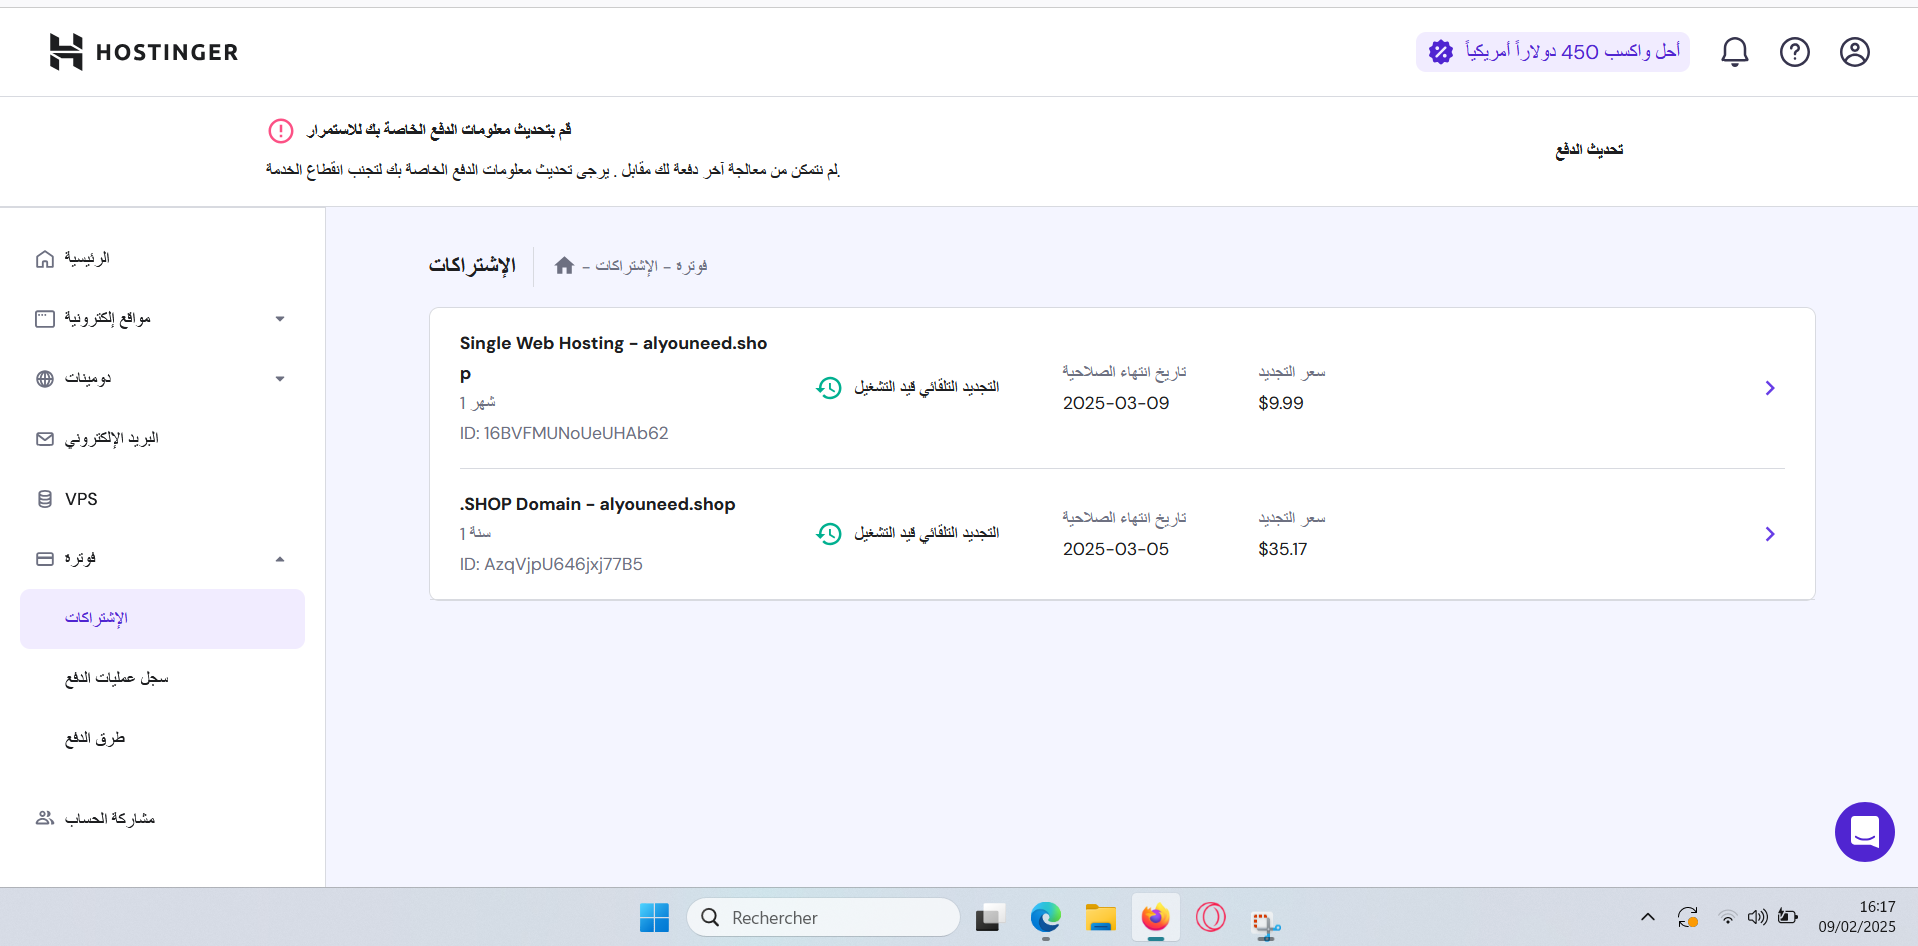 HOSTINGER
أحل واكسب 450 دولاراً أمريكياً
قم بتحديث معلومات الدفع الخاصة بك للاستمرار
لم نتمكن من معالجة آخر دفعة لك مقابل . يرجى تحديث معلومات الدفع الخاصة بك لتجنب انقطاع الخدمة.
تحديث الدفع
الرئيسية
مواقع إلكترونية
دومينات
البريد الإلكتروني
VPS
فوترة
الإشتراكات
سجل عمليات الدفع
طرق الدفع
مشاركة الحساب
الإشتراكات
فوترة - الإشتراكات -
Single Web Hosting - alyouneed.sho
p
1 شهر
ID: 16BVFMUNoUeUHAb62
التجديد التلقائي قيد التشغيل
تاريخ انتهاء الصلاحية
2025-03-09
سعر التجديد
$9.99
.SHOP Domain - alyouneed.shop
1 سنة
ID: AzqVjpU646jxj77B5
التجديد التلقائي قيد التشغيل
تاريخ انتهاء الصلاحية
2025-03-05
سعر التجديد
$35.17
Rechercher
16:17
09/02/2025